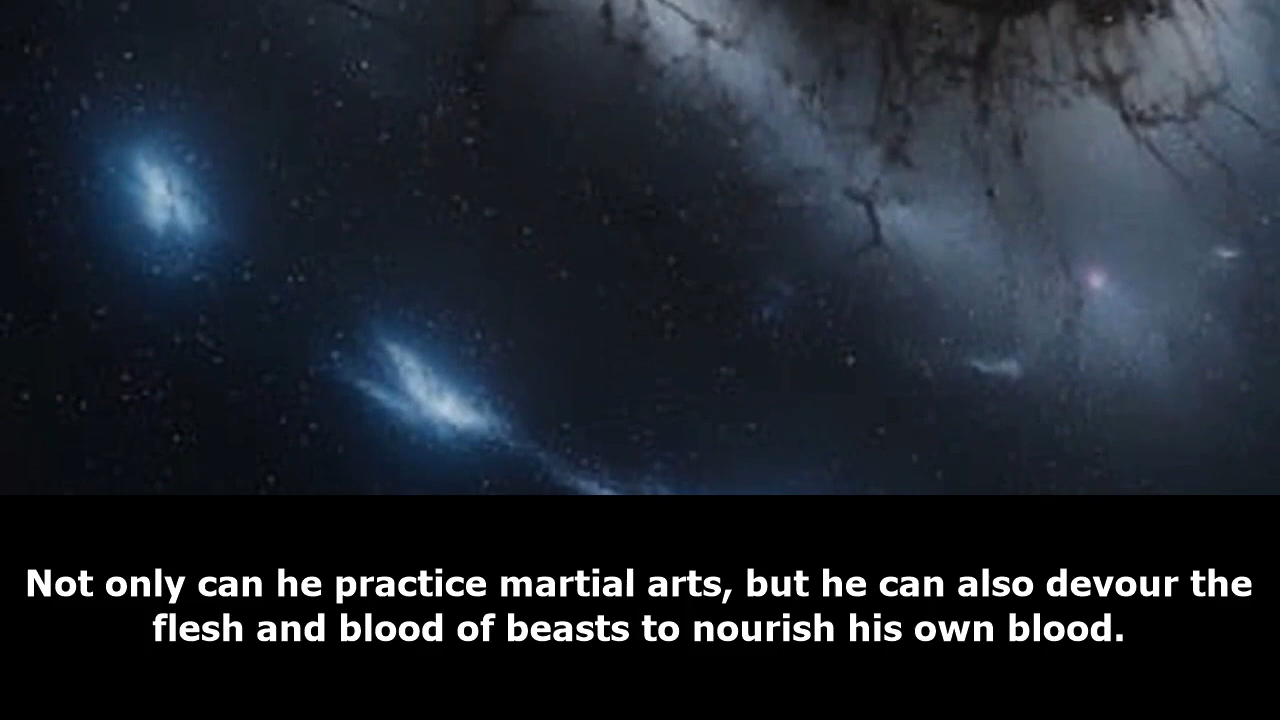 Not only can he practice martial arts, but he can also devour the
flesh and blood of beasts to nourish his own blood.